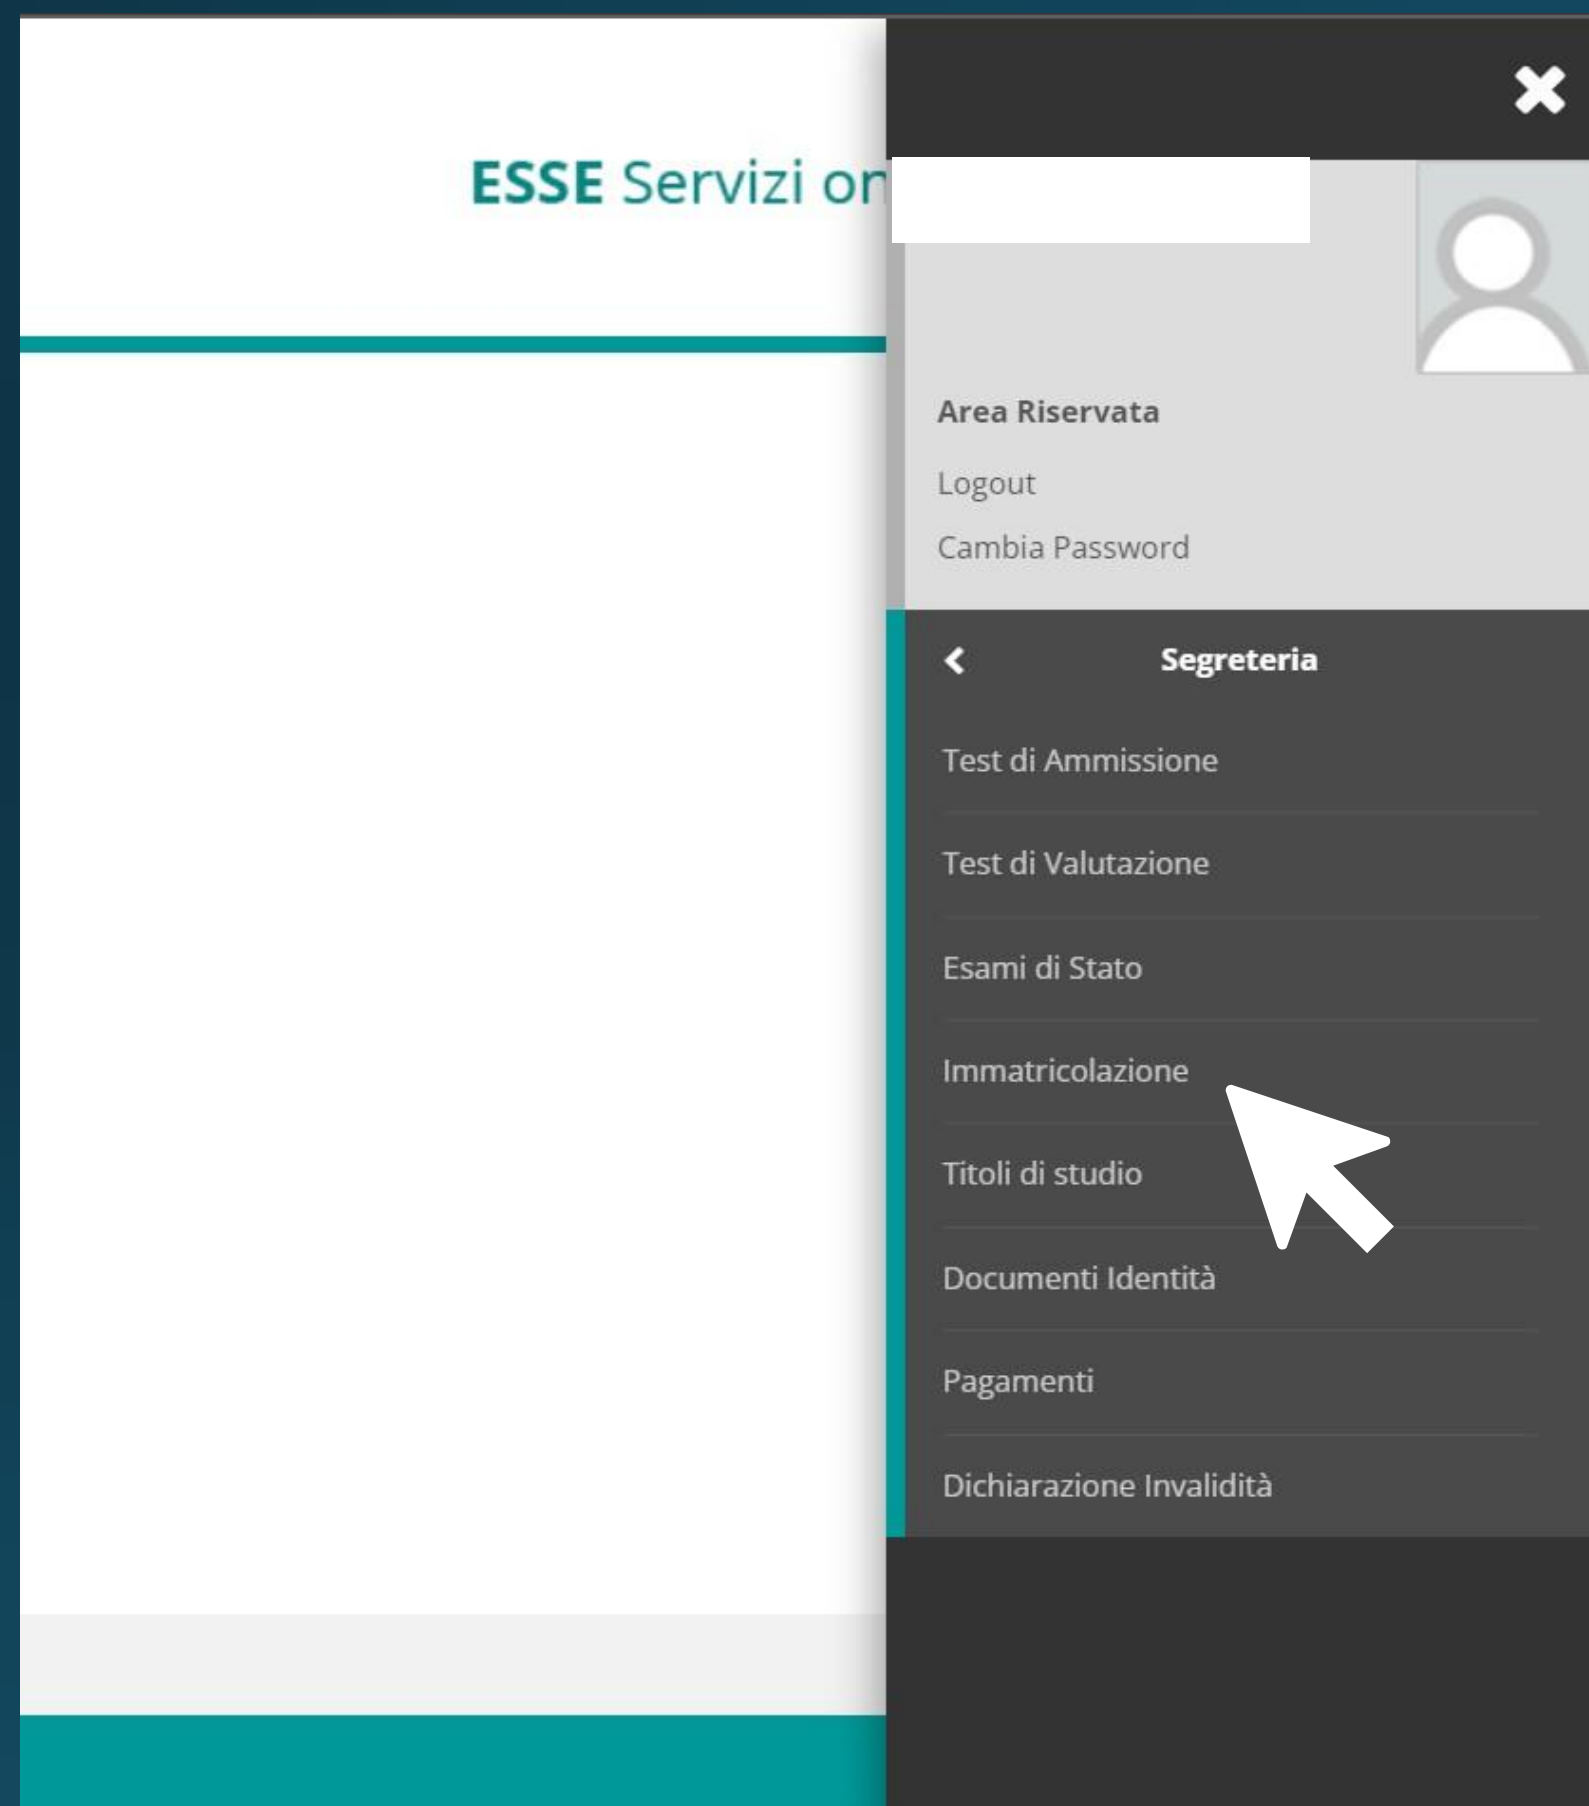 ESSE Servizi on
Area Riservata
Logout
Cambia Password
Segreteria
Test di Ammissione
Test di Valutazione
Esami di Stato
Immatricolazione
Titoli di studio
Documenti Identità
Pagamenti
Dichiarazione Invalidità